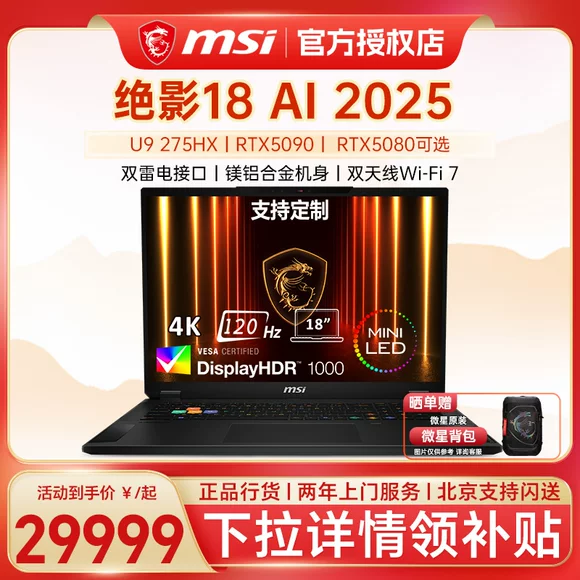 msi 官方授权店
绝影18 AI 2025
U9 275HX | RTX5090 | RTX5080可选
双雷电接口 | 镁铝合金机身 | 双天线Wi-Fi 7
支持定制
4K 120 Hz 18” MINI LED
VESA CERTIFIED
DisplayHDR™ 1000
msi
晒单赠
微星原装
微星背包
图片仅供参考 详询客服
活动到手价 ¥/起
29999
正品行货 | 两年上门服务 | 北京支持闪送
下拉详情领补贴